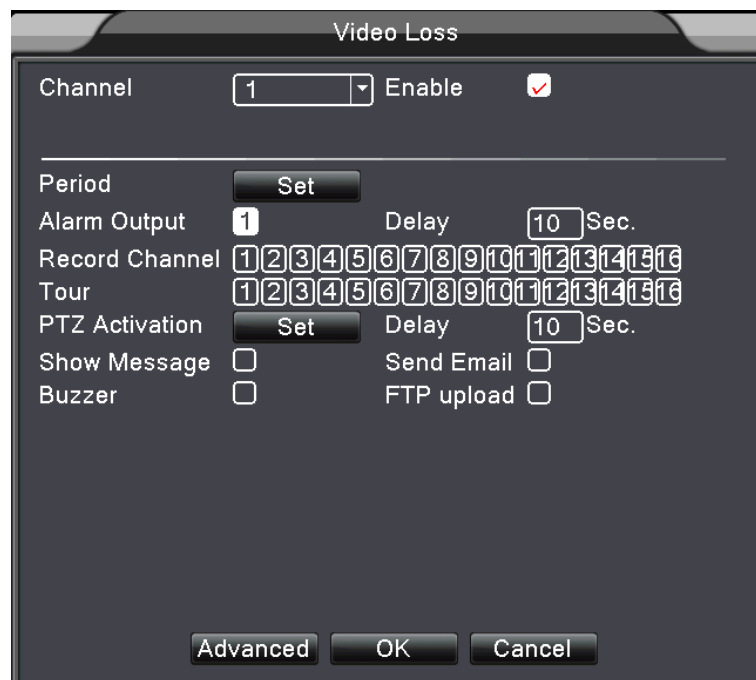 Video Loss
Channel 1 Enable
Period Set
Alarm Output 1 Delay 10 Sec.
Record Channel 1 2 3 4 5 6 7 8 9 10 11 12 13 14 15 16
Tour 1 2 3 4 5 6 7 8 9 10 11 12 13 14 15 16
PTZ Activation Set Delay 10 Sec.
Show Message Send Email
Buzzer FTP upload
Advanced OK Cancel